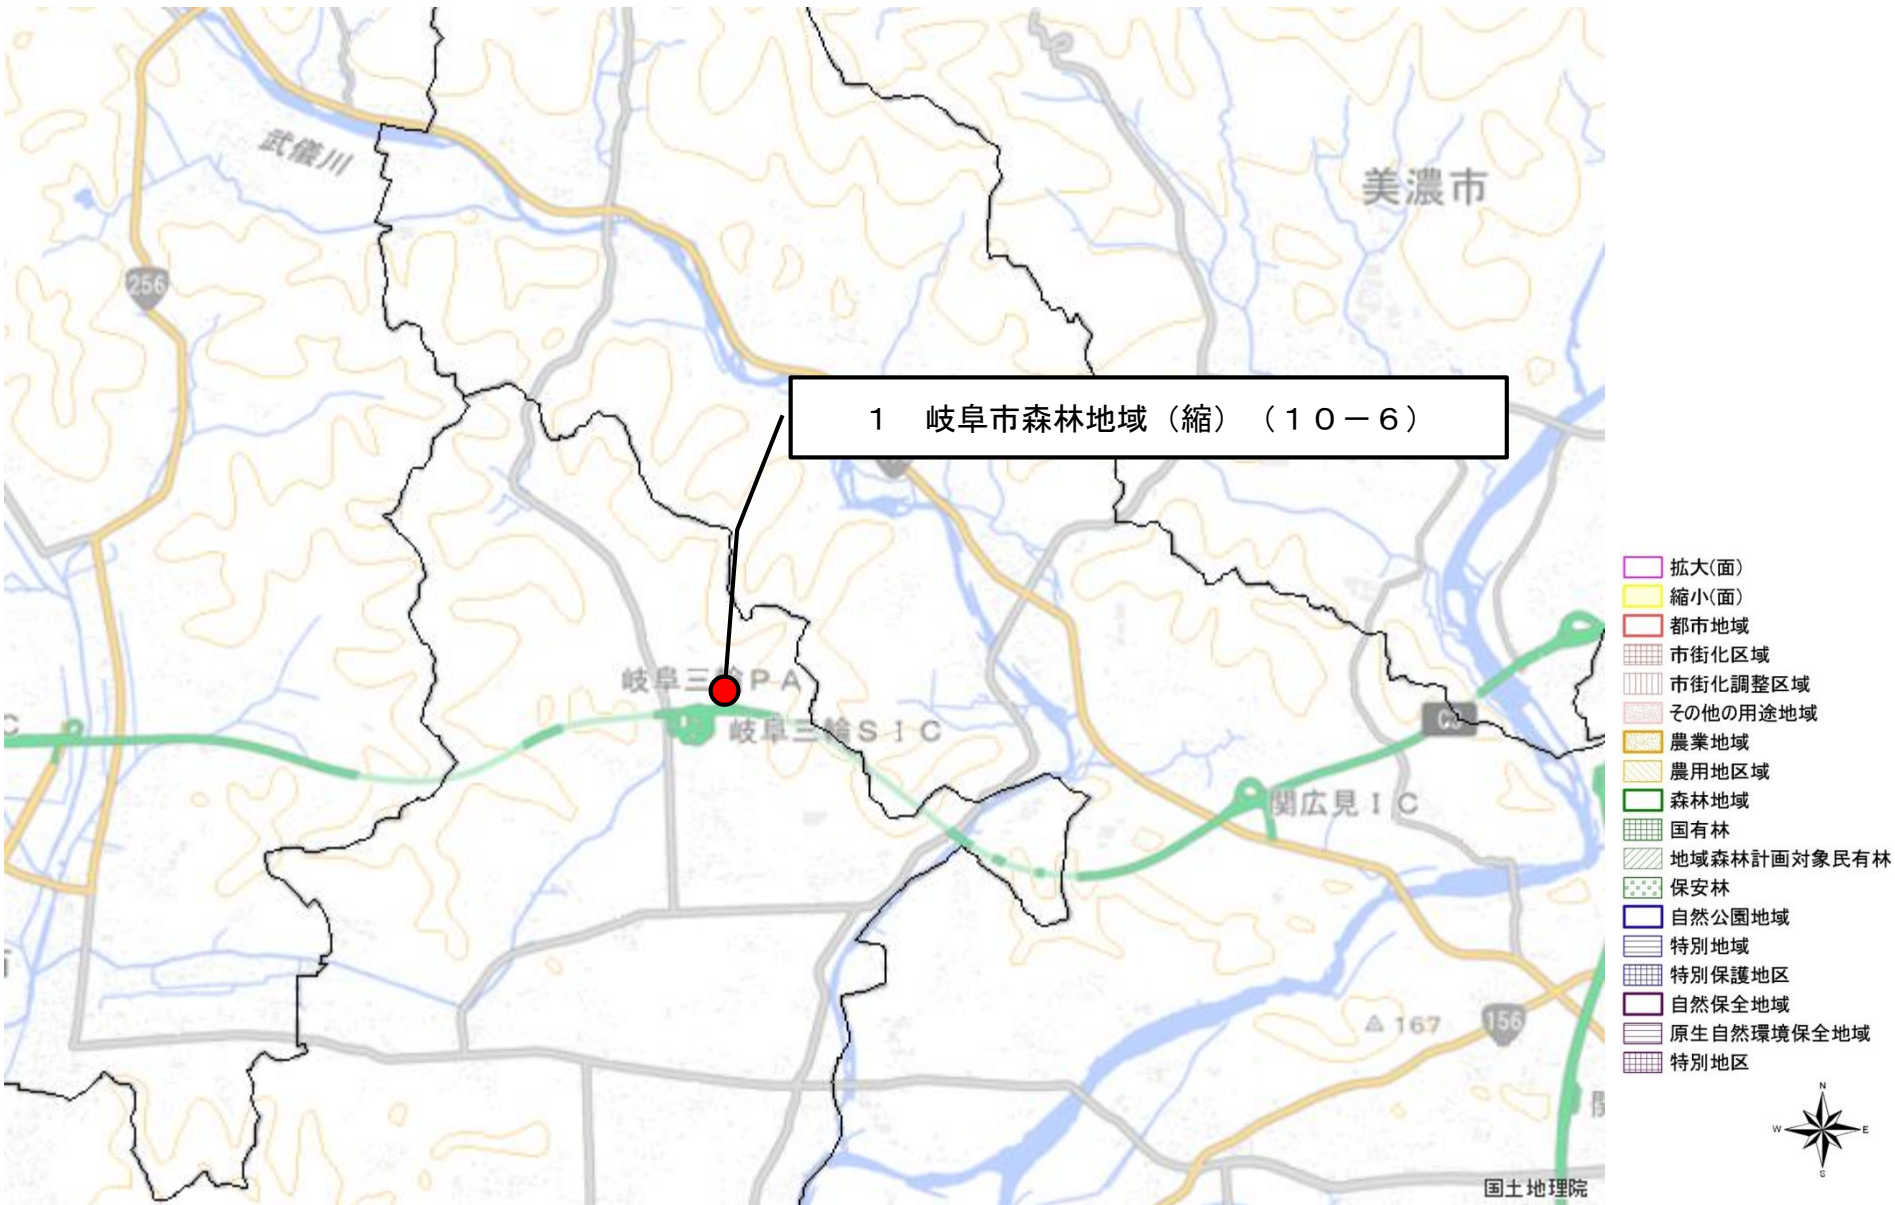 武儀川
美濃市
256
1 岐阜市森林地域（縮）（１０－６）
岐阜三輪ＰＡ
岐阜三輪ＳＩＣ
Ｃ
関広見ＩＣ
167
156
関
国土地理院
拡大(面)
縮小(面)
都市地域
市街化区域
市街化調整区域
その他の用途地域
農業地域
農用地区域
森林地域
国有林
地域森林計画対象民有林
保安林
自然公園地域
特別地域
特別保護地区
自然保全地域
原生自然環境保全地域
特別地区
N
W
E
S